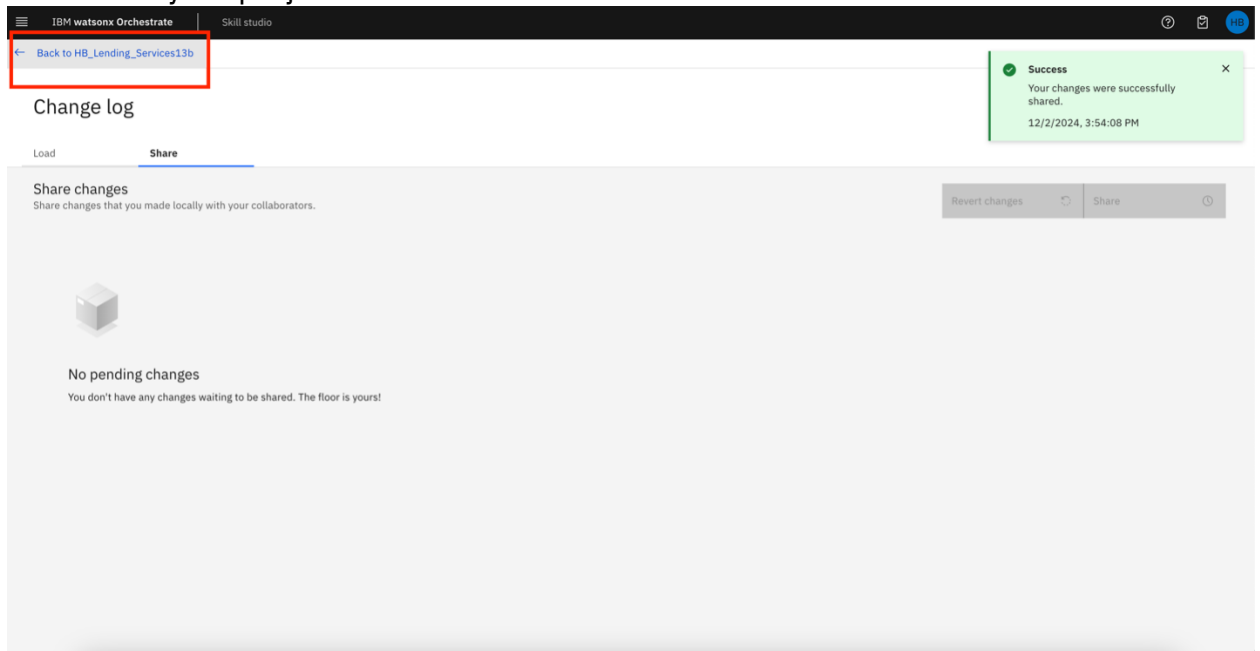 IBM watsonx Orchestrate Skill studio HB
← Back to HB_Lending_Services13b
Success
Your changes were successfully
shared.
12/2/2024, 3:54:08 PM
Change log
Load Share
Share changes
Share changes that you made locally with your collaborators.
Revert changes Share
No pending changes
You don't have any changes waiting to be shared. The floor is yours!